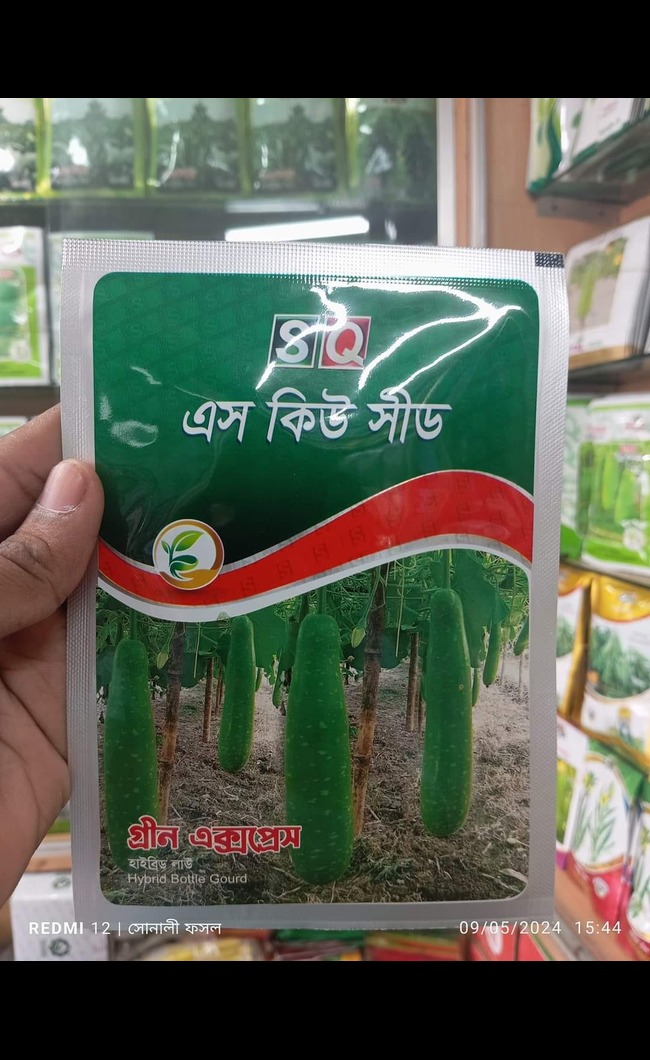 SQ
এস কিউ সীড
গ্রীন এক্সপ্রেস
হাইব্রিড লাউ
Hybrid Bottle Gourd
REDMI 12 | সোনালী ফসল
09/05/2024 15:44